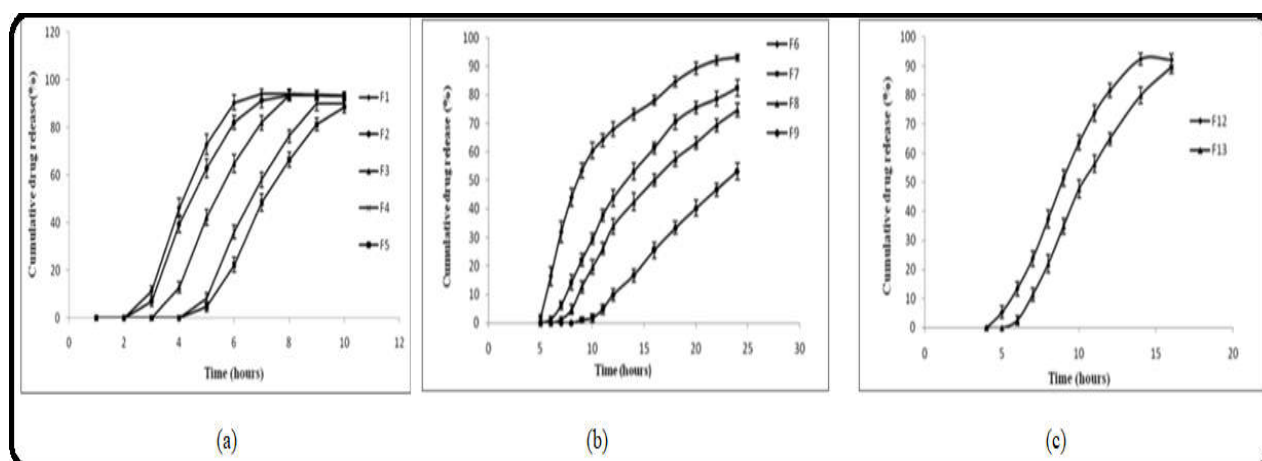 120
100
80
60
40
20
0
Cumulative drug release(%)
0 2 4 6 8 10 12
Time (hours)
F1
F2
F3
F4
F5
(a)
100
90
80
70
60
50
40
30
20
10
0
Cumulative drug release (%)
0 5 10 15 20 25 30
Time (hours)
F6
F7
F8
F9
(b)
100
90
80
70
60
50
40
30
20
10
0
Cumulative drug release (%)
0 5 10 15 20
Time (hours)
F12
F13
(c)